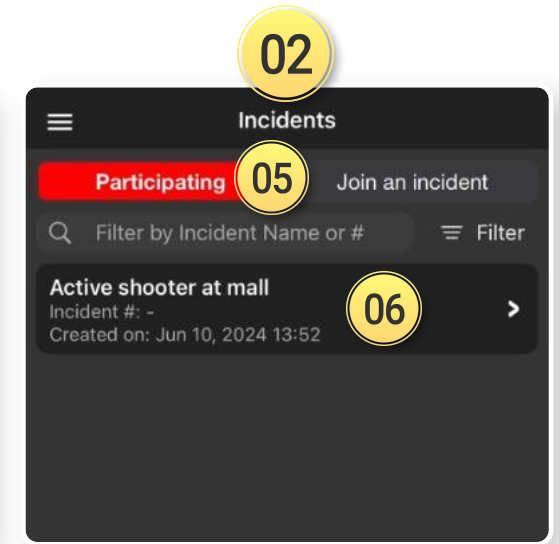 02
Incidents
Participating 05 Join an incident
Filter by Incident Name or # Filter
Active shooter at mall
Incident #: -
06
Created on: Jun 10, 2024 13:52